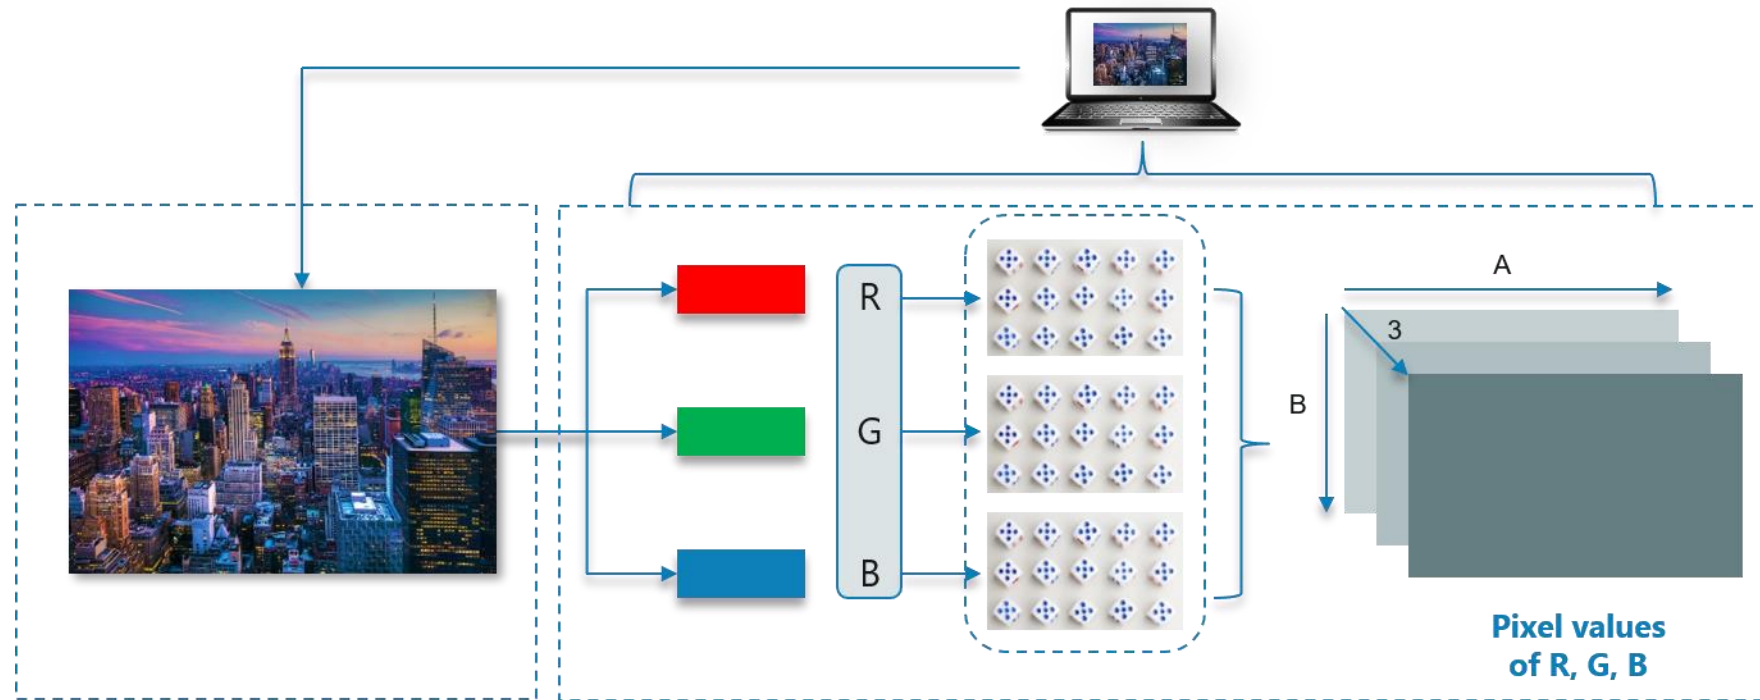 R
G
B
A
3
B
Pixel values
of R, G, B